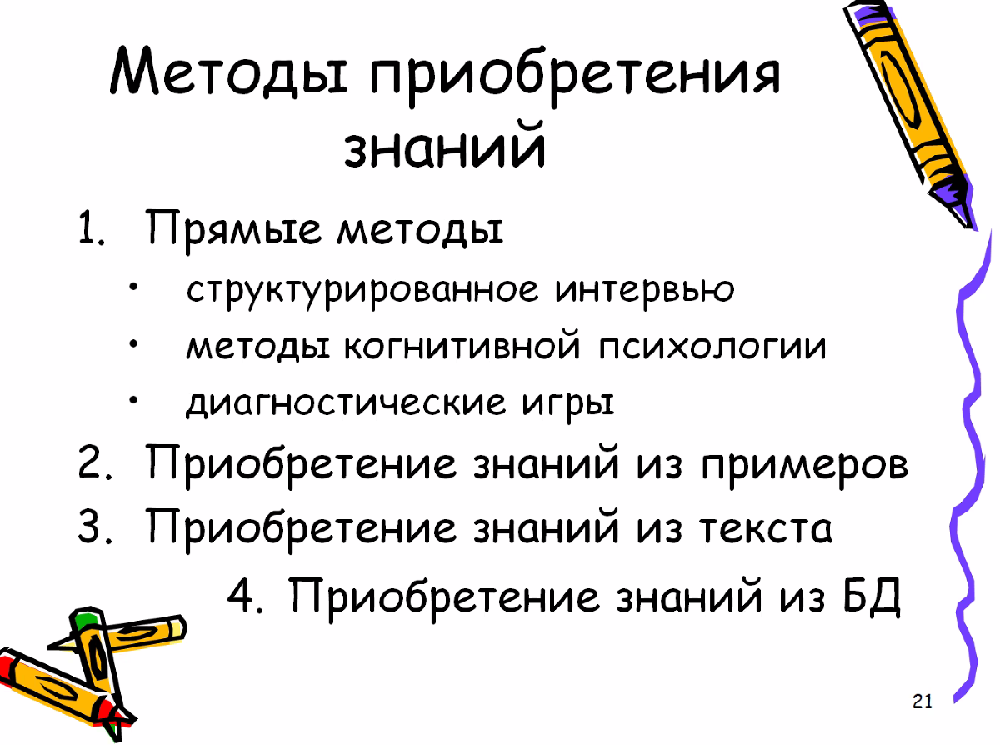 Методы приобретения
знаний
1. Прямые методы
• структурированное интервью
• методы когнитивной психологии
• диагностические игры
2. Приобретение знаний из примеров
3. Приобретение знаний из текста
4. Приобретение знаний из БД
21